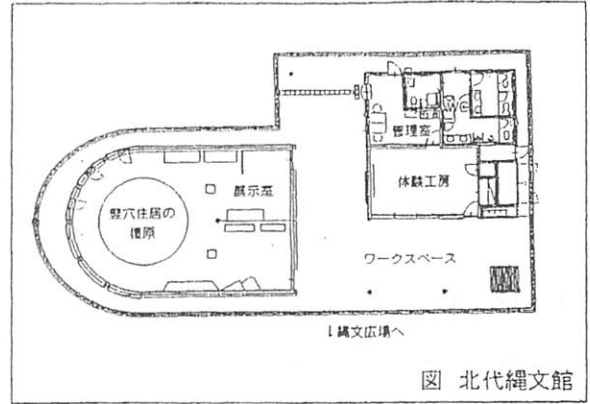 WC
管理室
展示室
体験工房
竪穴住居の
復原
ワークスペース
↓縄文広場へ
図 北代縄文館